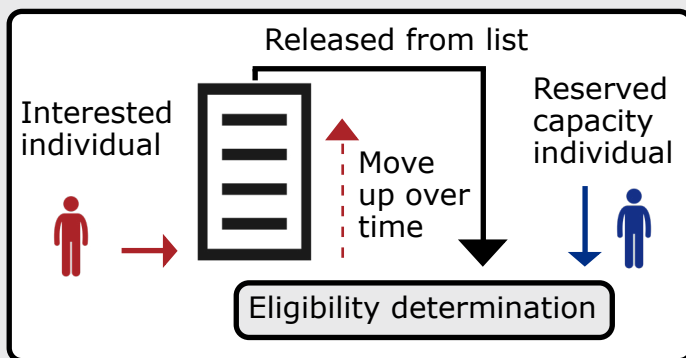 Released from list
Interested
individual
Move
up over
time
Reserved
capacity
individual
Eligibility determination